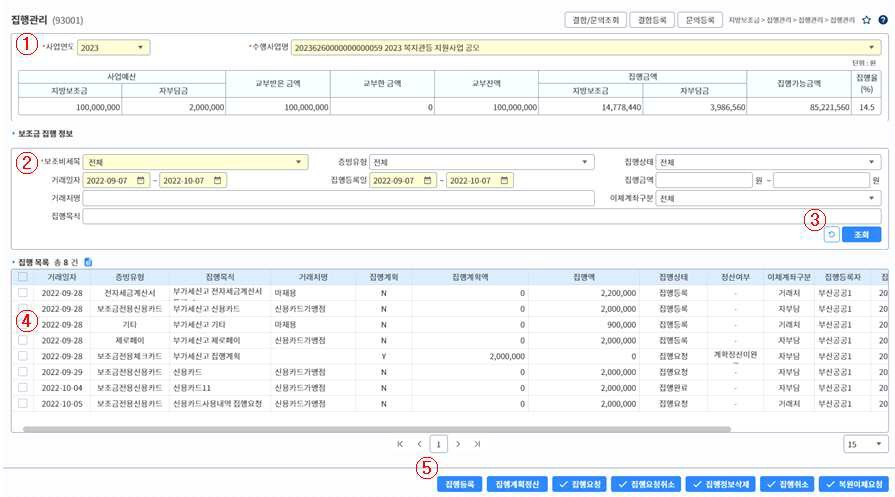 집행관리 (93001)
결함/문의조회 결함등록 문의등록 지방보조금 > 집행관리 > 집행관리 > 집행관리
① *사업연도 2023 *수행사업명 20236260000000000059 2023 복지관등 지원사업 공모
단위 : 원
사업예산 교부받은 금액 교부한 금액 교부잔액 집행금액 집행가능금액 집행율 (%)
지방보조금 자부담금 지방보조금 자부담금
100,000,000 2,000,000 100,000,000 0 100,000,000 14,778,440 3,986,560 85,221,560 14.5
보조금 집행 정보
② *보조비세목 전체 증빙유형 전체 집행상태 전체
거래일자 2022-09-07 ~ 2022-10-07 집행등록일 2022-09-07 ~ 2022-10-07 집행금액 원 ~ 원
거래처명 이체계좌구분 전체
집행목적
③ 조회
집행 목록 총 8 건
거래일자 증빙유형 집행목적 거래처명 집행계획 집행계획액 집행액 집행상태 정산여부 이체계좌구분 집행등록자
2022-09-28 전자세금계산서 부가세신고 전자세금계산서 마재용 N 0 2,200,000 집행등록 - 거래처 부산공공1 20
2022-09-28 보조금전용신용카드 부가세신고 신용카드 신용카드가맹점 N 0 2,000,000 집행등록 - 자부담 부산공공1 20
④ 2022-09-28 기타 부가세신고 기타 마재용 N 0 900,000 집행등록 - 거래처 부산공공1 20
2022-09-28 제로페이 부가세신고 제로페이 신용카드가맹점 N 0 2,000,000 집행등록 - 자부담 부산공공1 20
2022-09-28 보조금전용체크카드 부가세신고 집행계획 Y 2,000,000 0 집행요청 계획정산미완 자부담 부산공공1 20
2022-09-29 보조금전용신용카드 신용카드 신용카드가맹점 N 0 2,000,000 집행요청 - 자부담 부산공공1 20
2022-10-04 보조금전용신용카드 신용카드11 신용카드가맹점 N 0 2,000,000 집행완료 - 자부담 부산공공1 20
2022-10-05 보조금전용신용카드 신용카드사용내역 집행요청 신용카드가맹점 N 0 2,000,000 집행요청 - 거래처 부산공공1 20
1 15
⑤ 집행등록 집행계획정산 집행요청 집행요청취소 집행정보삭제 집행취소 복원이체요청